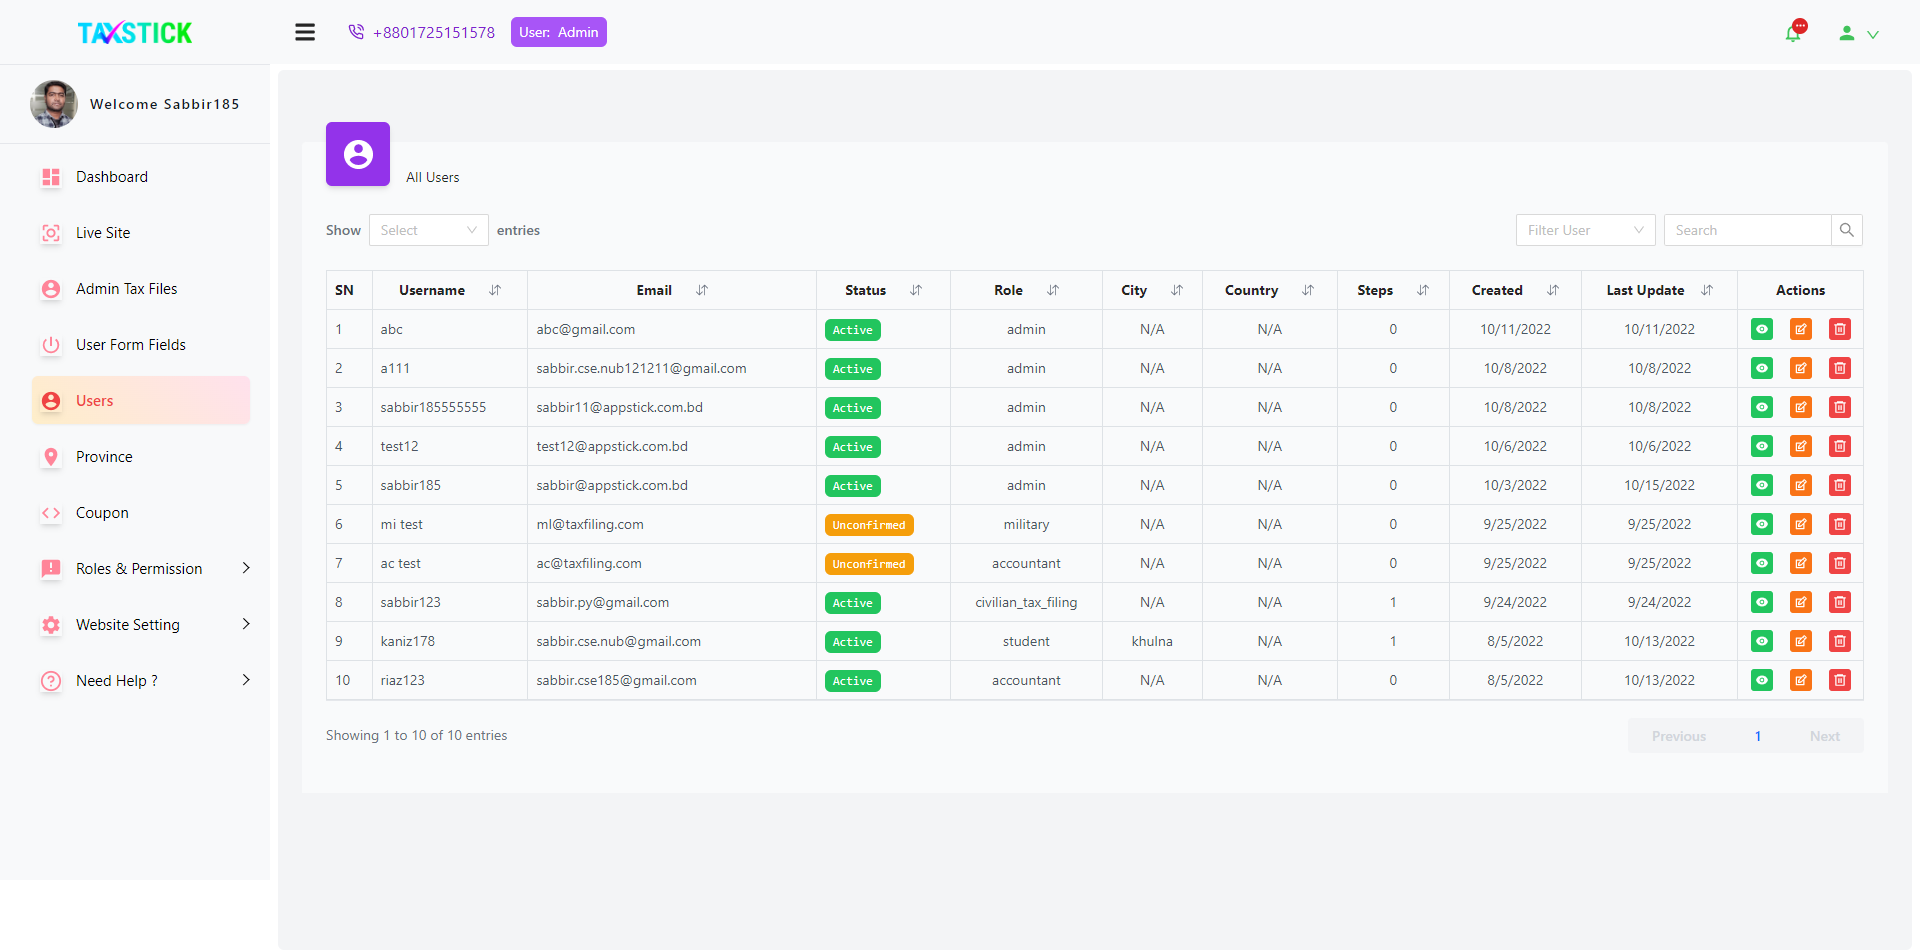 TAXSTICK
+8801725151578
User: Admin
Welcome Sabbir185
Dashboard
Live Site
Admin Tax Files
User Form Fields
Users
Province
Coupon
Roles & Permission
Website Setting
Need Help ?
All Users
Show Select entries
Filter User
Search
SN Username Email Status Role City Country Steps Created Last Update Actions
1 abc abc@gmail.com Active admin N/A N/A 0 10/11/2022 10/11/2022
2 a111 sabbir.cse.nub121211@gmail.com Active admin N/A N/A 0 10/8/2022 10/8/2022
3 sabbir185555555 sabbir11@appstick.com.bd Active admin N/A N/A 0 10/8/2022 10/8/2022
4 test12 test12@appstick.com.bd Active admin N/A N/A 0 10/6/2022 10/6/2022
5 sabbir185 sabbir@appstick.com.bd Active admin N/A N/A 0 10/3/2022 10/15/2022
6 mi test ml@taxfiling.com Unconfirmed military N/A N/A 0 9/25/2022 9/25/2022
7 ac test ac@taxfiling.com Unconfirmed accountant N/A N/A 0 9/25/2022 9/25/2022
8 sabbir123 sabbir.py@gmail.com Active civilian_tax_filing N/A N/A 1 9/24/2022 9/24/2022
9 kaniz178 sabbir.cse.nub@gmail.com Active student khulna N/A 1 8/5/2022 10/13/2022
10 riaz123 sabbir.cse185@gmail.com Active accountant N/A N/A 0 8/5/2022 10/13/2022
Showing 1 to 10 of 10 entries
Previous 1 Next